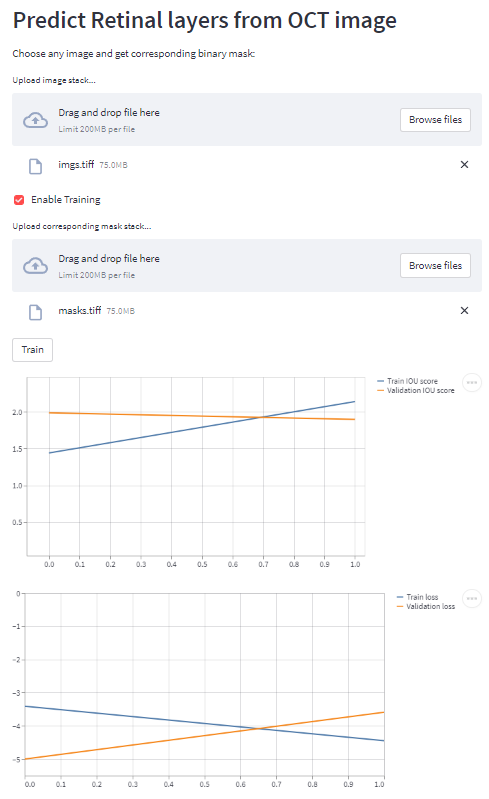 Predict Retinal layers from OCT image
Choose any image and get corresponding binary mask:
Upload image stack...
Drag and drop file here
Limit 200MB per file
Browse files
imgs.tiff 75.0MB
Enable Training
Upload corresponding mask stack...
Drag and drop file here
Limit 200MB per file
Browse files
masks.tiff 75.0MB
Train
Train IOU score
Validation IOU score
2.0
1.5
1.0
0.5
0.0 0.1 0.2 0.3 0.4 0.5 0.6 0.7 0.8 0.9 1.0
Train loss
Validation loss
0
−1
−2
−3
−4
−5
0.0 0.1 0.2 0.3 0.4 0.5 0.6 0.7 0.8 0.9 1.0